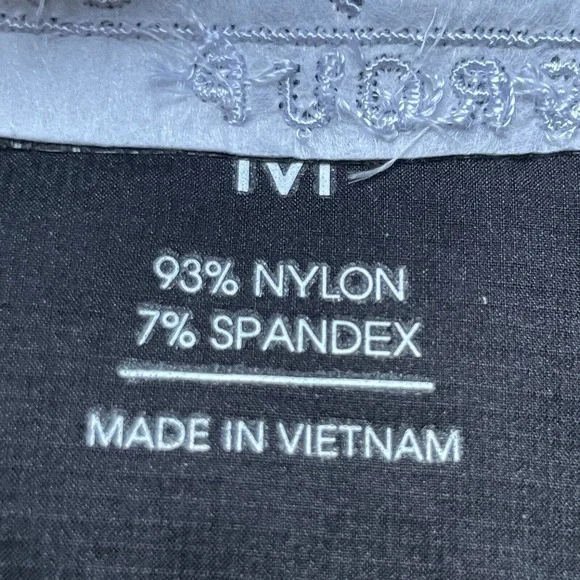 M
93% NYLON
7% SPANDEX
MADE IN VIETNAM